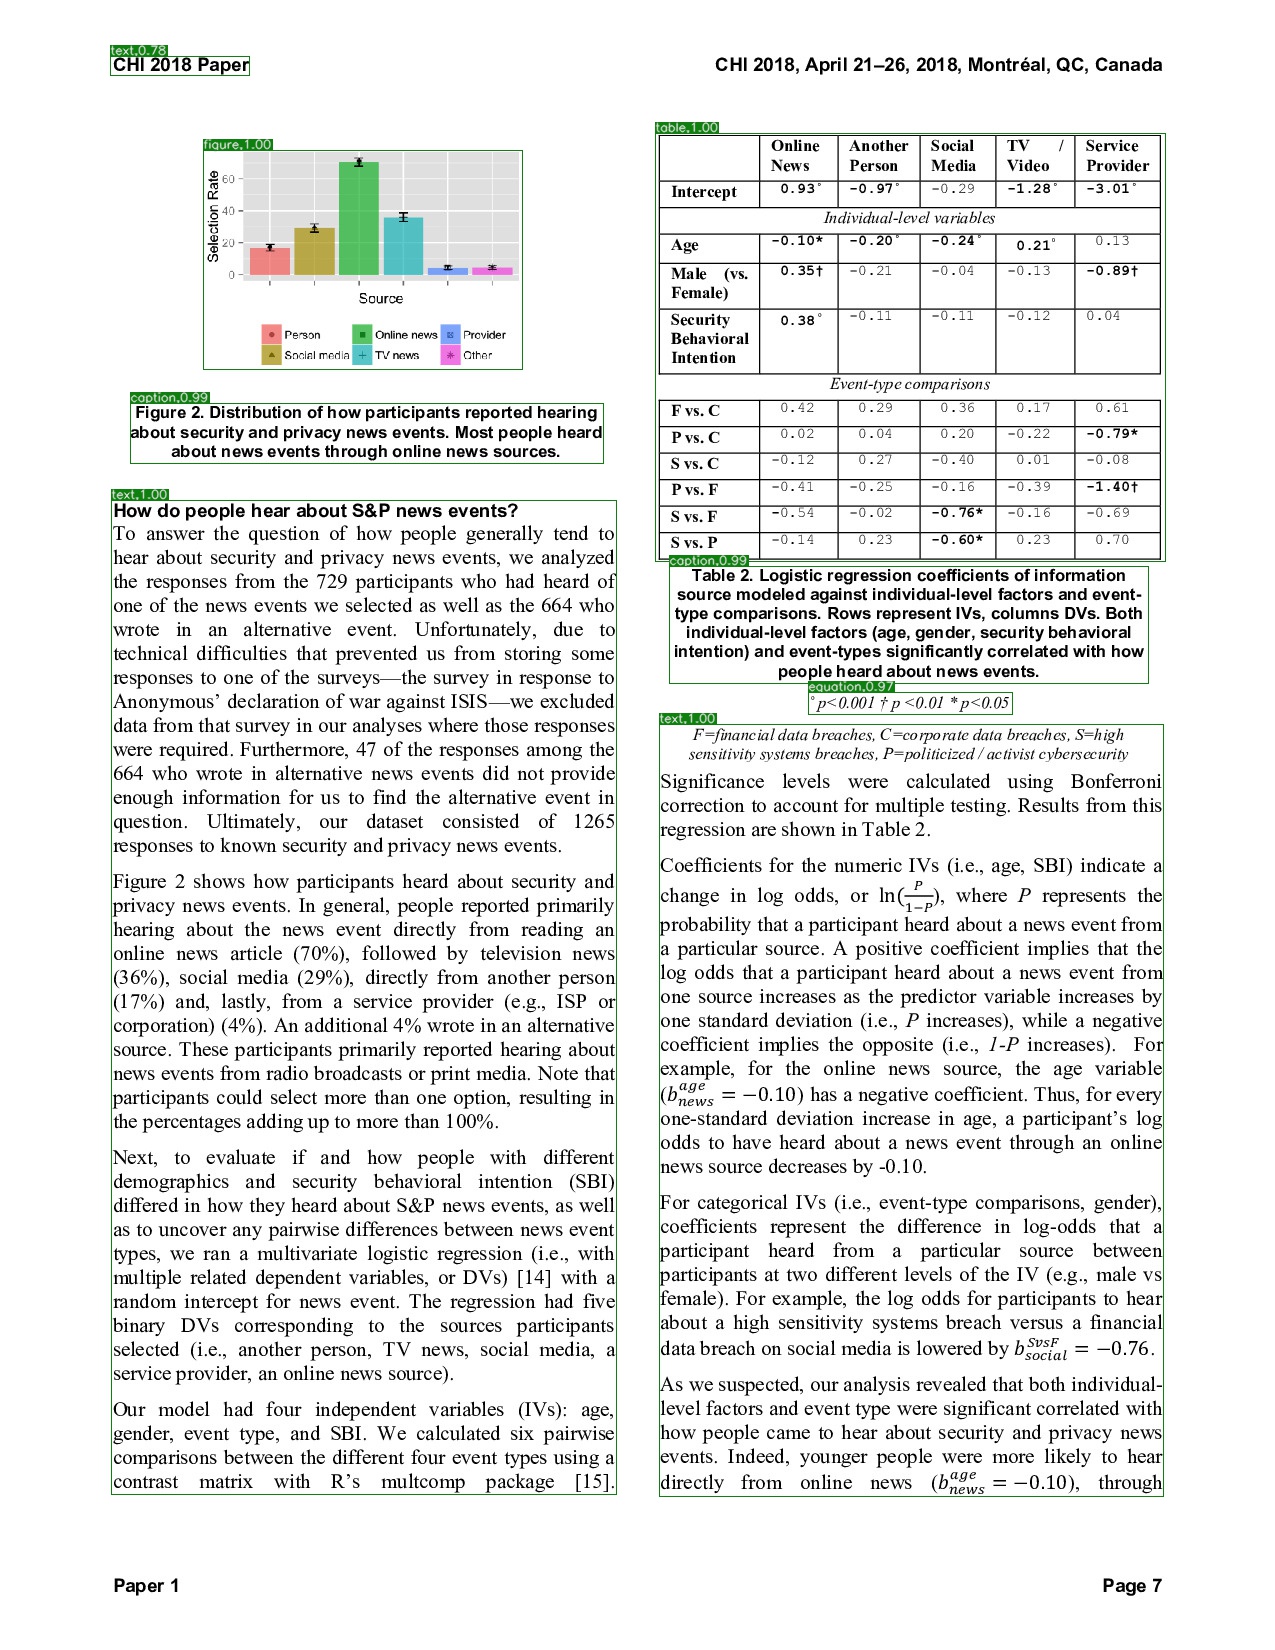 text,0.78
CHI 2018 Paper
CHI 2018, April 21–26, 2018, Montréal, QC, Canada
figure,1.00
Selection Rate
60
40
20
0
Source
Person
Online news
Provider
Social media
TV news
Other
caption,0.99
Figure 2. Distribution of how participants reported hearing
about security and privacy news events. Most people heard
about news events through online news sources.
text,1.00
How do people hear about S&P news events?
To answer the question of how people generally tend to
hear about security and privacy news events, we analyzed
the responses from the 729 participants who had heard of
one of the news events we selected as well as the 664 who
wrote in an alternative event. Unfortunately, due to
technical difficulties that prevented us from storing some
responses to one of the surveys—the survey in response to
Anonymous’ declaration of war against ISIS—we excluded
data from that survey in our analyses where those responses
were required. Furthermore, 47 of the responses among the
664 who wrote in alternative news events did not provide
enough information for us to find the alternative event in
question. Ultimately, our dataset consisted of 1265
responses to known security and privacy news events.
Figure 2 shows how participants heard about security and
privacy news events. In general, people reported primarily
hearing about the news event directly from reading an
online news article (70%), followed by television news
(36%), social media (29%), directly from another person
(17%) and, lastly, from a service provider (e.g., ISP or
corporation) (4%). An additional 4% wrote in an alternative
source. These participants primarily reported hearing about
news events from radio broadcasts or print media. Note that
participants could select more than one option, resulting in
the percentages adding up to more than 100%.
Next, to evaluate if and how people with different
demographics and security behavioral intention (SBI)
differed in how they heard about S&P news events, as well
as to uncover any pairwise differences between news event
types, we ran a multivariate logistic regression (i.e., with
multiple related dependent variables, or DVs) [14] with a
random intercept for news event. The regression had five
binary DVs corresponding to the sources participants
selected (i.e., another person, TV news, social media, a
service provider, an online news source).
Our model had four independent variables (IVs): age,
gender, event type, and SBI. We calculated six pairwise
comparisons between the different four event types using a
contrast matrix with R’s multcomp package [15].
table,1.00
Online News Another Person Social Media TV / Video Service Provider
Intercept 0.93° -0.97° -0.29 -1.28° -3.01°
Individual-level variables
Age -0.10* -0.20° -0.24° 0.21° 0.13
Male (vs. Female) 0.35† -0.21 -0.04 -0.13 -0.89†
Security Behavioral Intention 0.38° -0.11 -0.11 -0.12 0.04
Event-type comparisons
F vs. C 0.42 0.29 0.36 0.17 0.61
P vs. C 0.02 0.04 0.20 -0.22 -0.79*
S vs. C -0.12 0.27 -0.40 0.01 -0.08
P vs. F -0.41 -0.25 -0.16 -0.39 -1.40†
S vs. F -0.54 -0.02 -0.76* -0.16 -0.69
S vs. P -0.14 0.23 -0.60* 0.23 0.70
caption,0.99
Table 2. Logistic regression coefficients of information
source modeled against individual-level factors and event-
type comparisons. Rows represent IVs, columns DVs. Both
individual-level factors (age, gender, security behavioral
intention) and event-types significantly correlated with how
people heard about news events.
equation,0.97
° p<0.001 † p <0.01 * p<0.05
text,1.00
F=financial data breaches, C=corporate data breaches, S=high
sensitivity systems breaches, P=politicized / activist cybersecurity
Significance levels were calculated using Bonferroni
correction to account for multiple testing. Results from this
regression are shown in Table 2.
Coefficients for the numeric IVs (i.e., age, SBI) indicate a
change in log odds, or ln(P/1−P), where P represents the
probability that a participant heard about a news event from
a particular source. A positive coefficient implies that the
log odds that a participant heard about a news event from
one source increases as the predictor variable increases by
one standard deviation (i.e., P increases), while a negative
coefficient implies the opposite (i.e., 1-P increases). For
example, for the online news source, the age variable
(b^age_news = −0.10) has a negative coefficient. Thus, for every
one-standard deviation increase in age, a participant’s log
odds to have heard about a news event through an online
news source decreases by -0.10.
For categorical IVs (i.e., event-type comparisons, gender),
coefficients represent the difference in log-odds that a
participant heard from a particular source between
participants at two different levels of the IV (e.g., male vs
female). For example, the log odds for participants to hear
about a high sensitivity systems breach versus a financial
data breach on social media is lowered by b^SvsF_social = −0.76.
As we suspected, our analysis revealed that both individual-
level factors and event type were significant correlated with
how people came to hear about security and privacy news
events. Indeed, younger people were more likely to hear
directly from online news (b^age_news = −0.10), through
Paper 1
Page 7